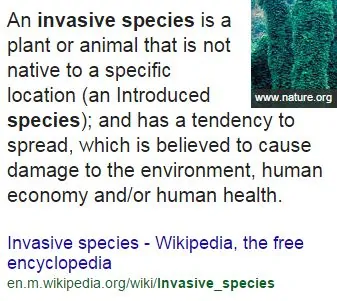 An invasive species is a
plant or animal that is not
native to a specific
location (an Introduced
www.nature.org
species); and has a tendency to
spread, which is believed to cause
damage to the environment, human
economy and/or human health.
Invasive species - Wikipedia, the free
encyclopedia
en.m.wikipedia.org/wiki/Invasive_species